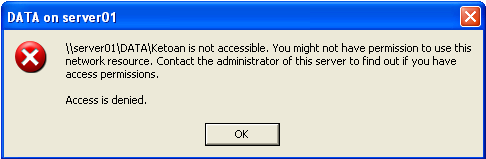 DATA on server01
\\server01\DATA\Ketoan is not accessible. You might not have permission to use this
network resource. Contact the administrator of this server to find out if you have
access permissions.
Access is denied.
OK